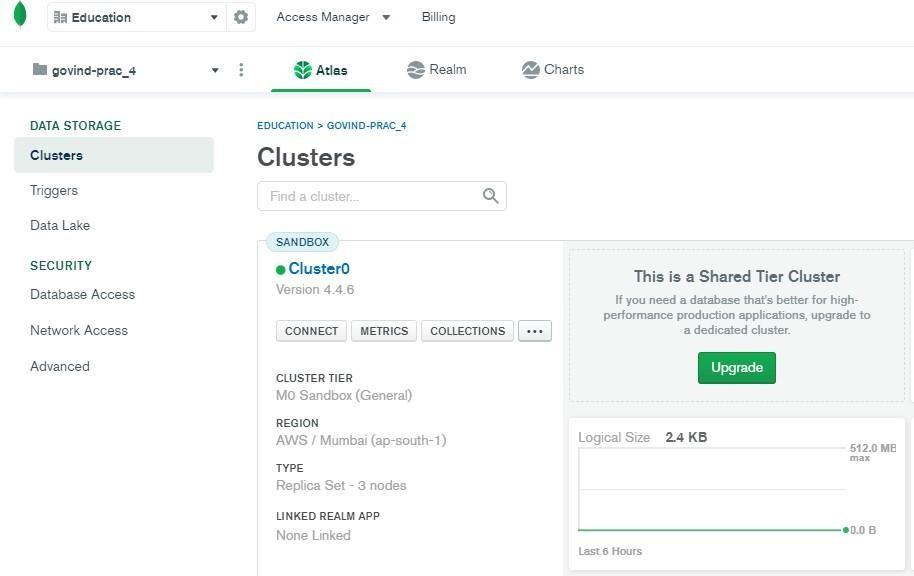 Education
Access Manager
Billing
govind-prac_4
Atlas
Realm
Charts
DATA STORAGE
Clusters
Triggers
Data Lake
SECURITY
Database Access
Network Access
Advanced
EDUCATION > GOVIND-PRAC_4
Clusters
Find a cluster...
SANDBOX
Cluster0
Version 4.4.6
CONNECT
METRICS
COLLECTIONS
...
CLUSTER TIER
M0 Sandbox (General)
REGION
AWS / Mumbai (ap-south-1)
TYPE
Replica Set - 3 nodes
LINKED REALM APP
None Linked
This is a Shared Tier Cluster
If you need a database that's better for high-
performance production applications, upgrade to
a dedicated cluster.
Upgrade
Logical Size 2.4 KB
512.0 MB
max
0.0 B
Last 6 Hours